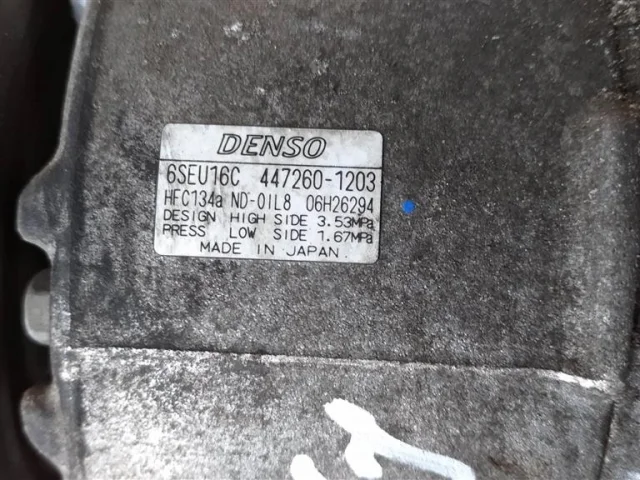 DENSO
6SEU16C 447260-1203
HFC134a ND-OIL8 06H26294
DESIGN HIGH SIDE 3.53MPa
PRESS LOW SIDE 1.67MPa
MADE IN JAPAN.